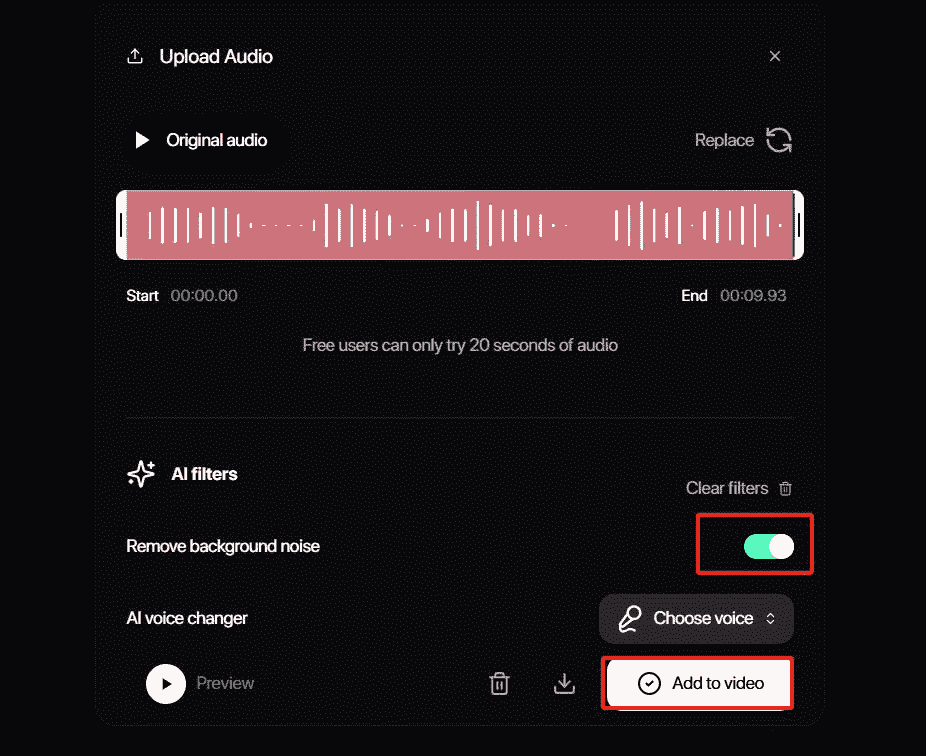 Upload Audio
Original audio
Replace
Start 00:00.00
End 00:09.93
Free users can only try 20 seconds of audio
AI filters
Clear filters
Remove background noise
AI voice changer
Choose voice
Preview
Add to video